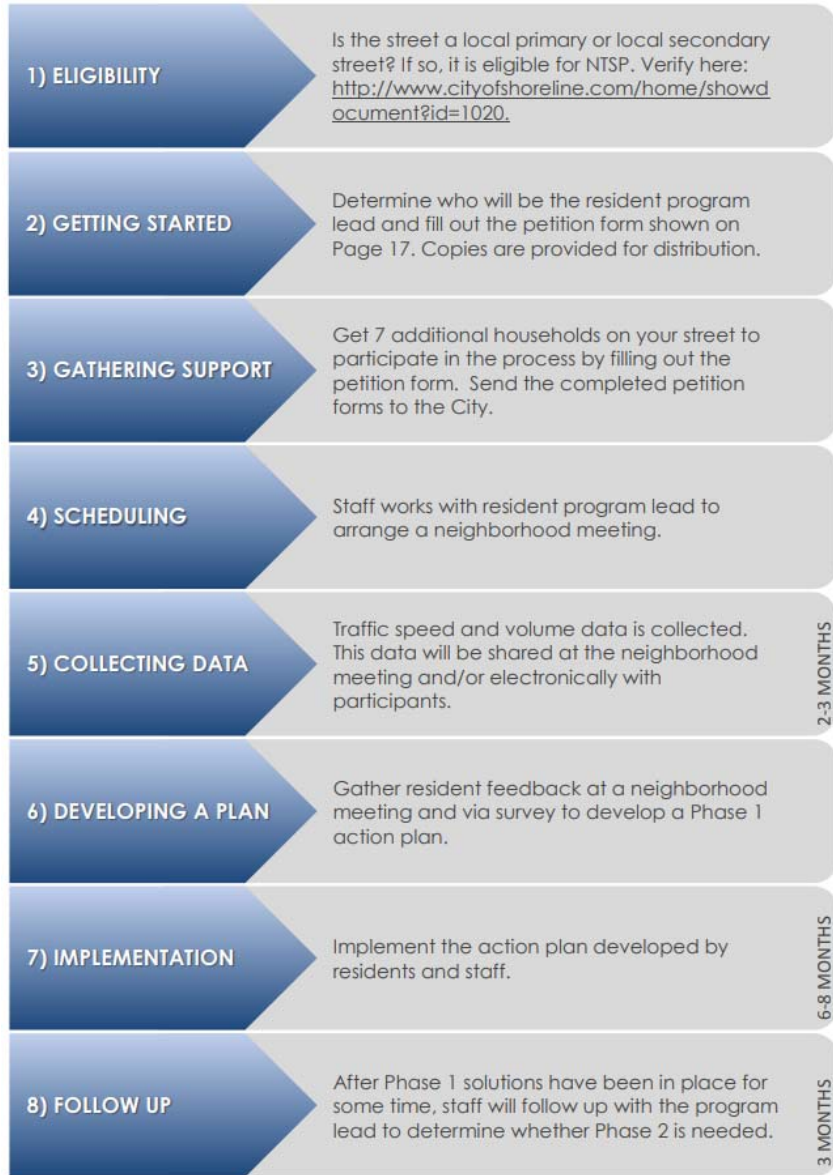 1) ELIGIBILITY
Is the street a local primary or local secondary
street? If so, it is eligible for NTSP. Verify here:
http://www.cityofshoreline.com/home/showd
ocument?id=1020.
2) GETTING STARTED
Determine who will be the resident program
lead and fill out the petition form shown on
Page 17. Copies are provided for distribution.
3) GATHERING SUPPORT
Get 7 additional households on your street to
participate in the process by filling out the
petition form. Send the completed petition
forms to the City.
4) SCHEDULING
Staff works with resident program lead to
arrange a neighborhood meeting.
5) COLLECTING DATA
Traffic speed and volume data is collected.
This data will be shared at the neighborhood
meeting and/or electronically with
participants.
2-3 MONTHS
6) DEVELOPING A PLAN
Gather resident feedback at a neighborhood
meeting and via survey to develop a Phase 1
action plan.
7) IMPLEMENTATION
Implement the action plan developed by
residents and staff.
6-8 MONTHS
8) FOLLOW UP
After Phase 1 solutions have been in place for
some time, staff will follow up with the program
lead to determine whether Phase 2 is needed.
3 MONTHS